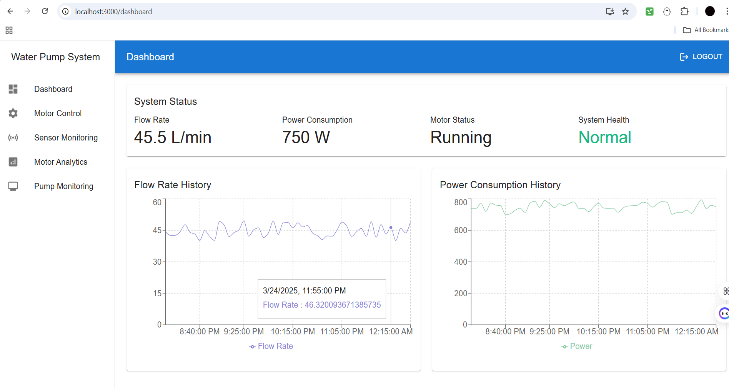 localhost:3000/dashboard
All Bookmark
Water Pump System
Dashboard
LOGOUT
Dashboard
Motor Control
Sensor Monitoring
Motor Analytics
Pump Monitoring
System Status
Flow Rate
Power Consumption
Motor Status
System Health
45.5 L/min
750 W
Running
Normal
Flow Rate History
60
45
30
15
0
3/24/2025, 11:55:00 PM
Flow Rate : 46.320093671385735
8:40:00 PM 9:25:00 PM 10:15:00 PM 11:05:00 PM 12:15:00 AM
Flow Rate
Power Consumption History
800
600
400
200
0
8:40:00 PM 9:25:00 PM 10:15:00 PM 11:05:00 PM 12:15:00 AM
Power